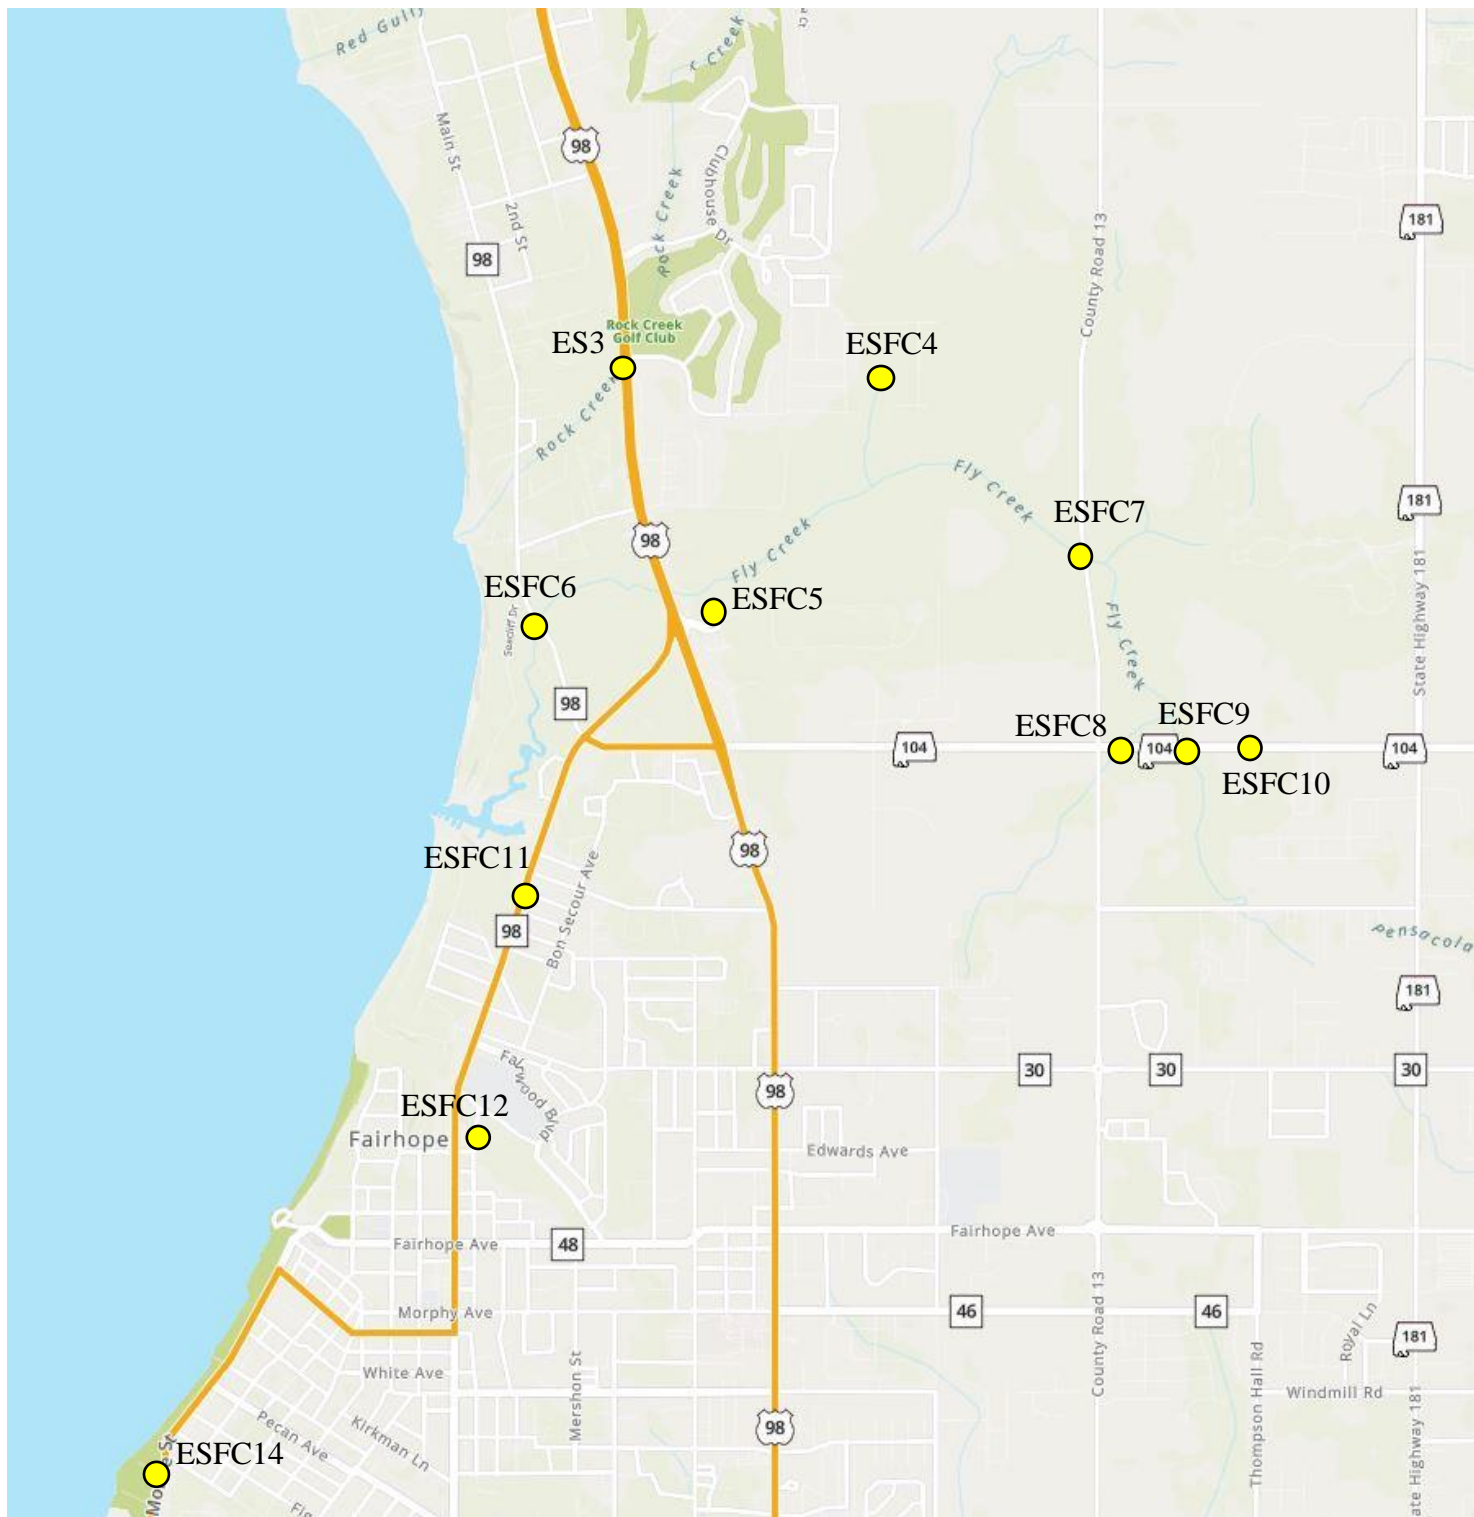 Red Gully
Creek
Main St
98
2nd St
98
Rock Creek
Clubhouse Dr
County Road 13
181
Rock Creek
Golf Club
ES3
ESFC4
Rock Creek
Fly Creek
181
98
Fly Creek
ESFC7
ESFC6
ESFC5
Seacliff Dr
Fly Creek
State Highway 181
98
ESFC8
ESFC9
104
104
104
ESFC10
98
ESFC11
Bon Secour Ave
98
Pensacola
181
Fairwood Blvd
30
30
30
98
ESFC12
Fairhope
Edwards Ave
Fairhope Ave
48
Fairhope Ave
Morphy Ave
46
46
County Road 13
Royal Ln
181
White Ave
Mershon St
Thompson Hall Rd
Windmill Rd
Pecan Ave
Kirkman Ln
98
ESFC14
ate Highway 181
Fig